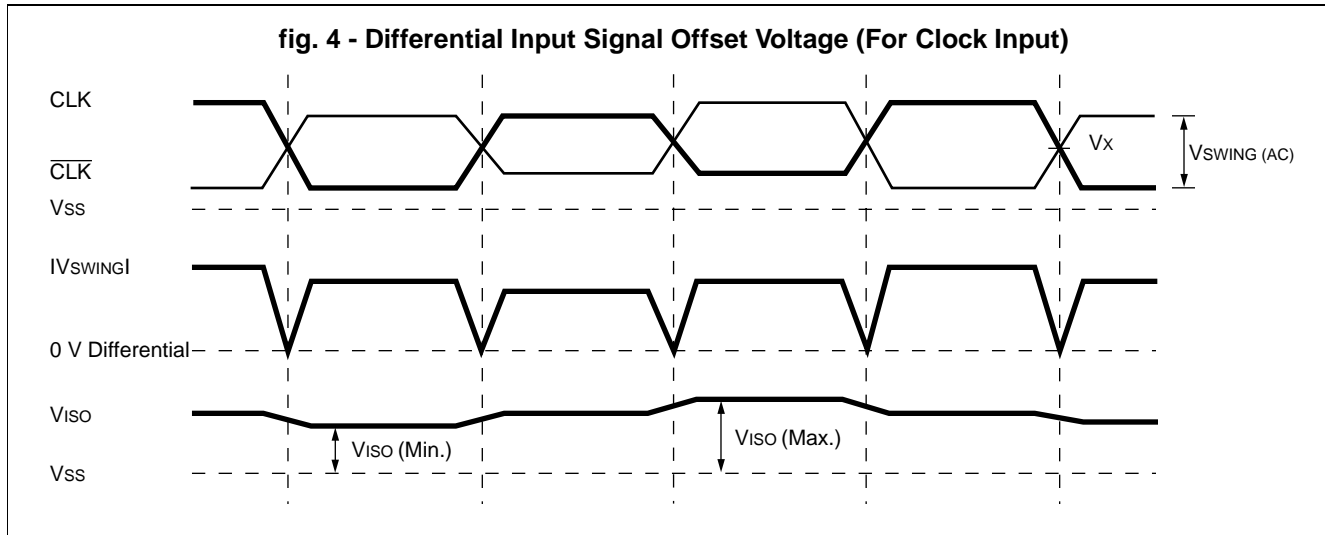 fig. 4 - Differential Input Signal Offset Voltage (For Clock Input)
CLK
VX
VSWING (AC)
CLK
VSS
IVSWINGI
0 V Differential
VISO
VISO (Min.)
VISO (Max.)
VSS